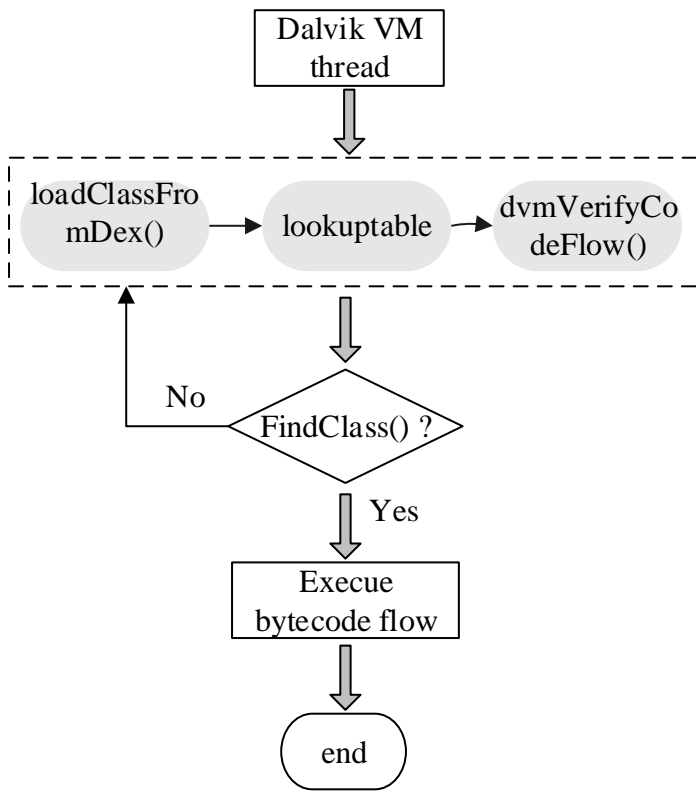 Dalvik VM
thread
loadClassFro
mDex()
lookuptable
dvmVerifyCo
deFlow()
No
FindClass() ?
Yes
Execue
bytecode flow
end